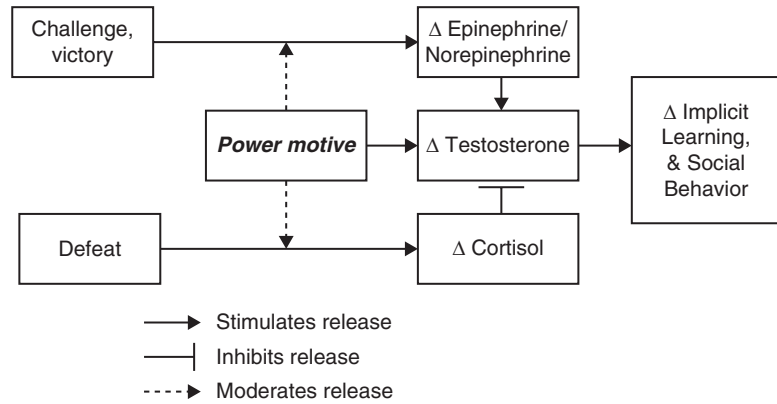 Challenge,
victory
Δ Epinephrine/
Norepinephrine
Power motive
Δ Testosterone
Δ Implicit
Learning,
& Social
Behavior
Defeat
Δ Cortisol
Stimulates release
Inhibits release
Moderates release